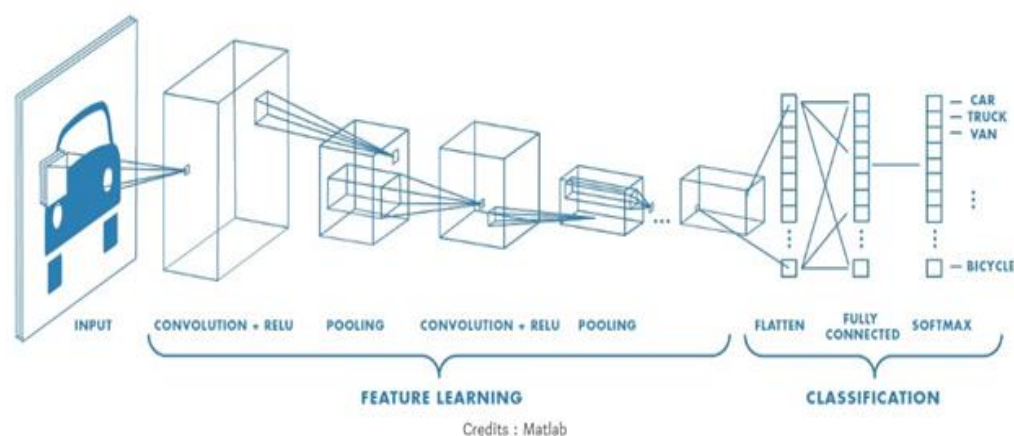 CAR
TRUCK
VAN
BICYCLE
INPUT
CONVOLUTION + RELU
POOLING
CONVOLUTION + RELU
POOLING
FLATTEN
FULLY
CONNECTED
SOFTMAX
FEATURE LEARNING
CLASSIFICATION
Credits : Matlab